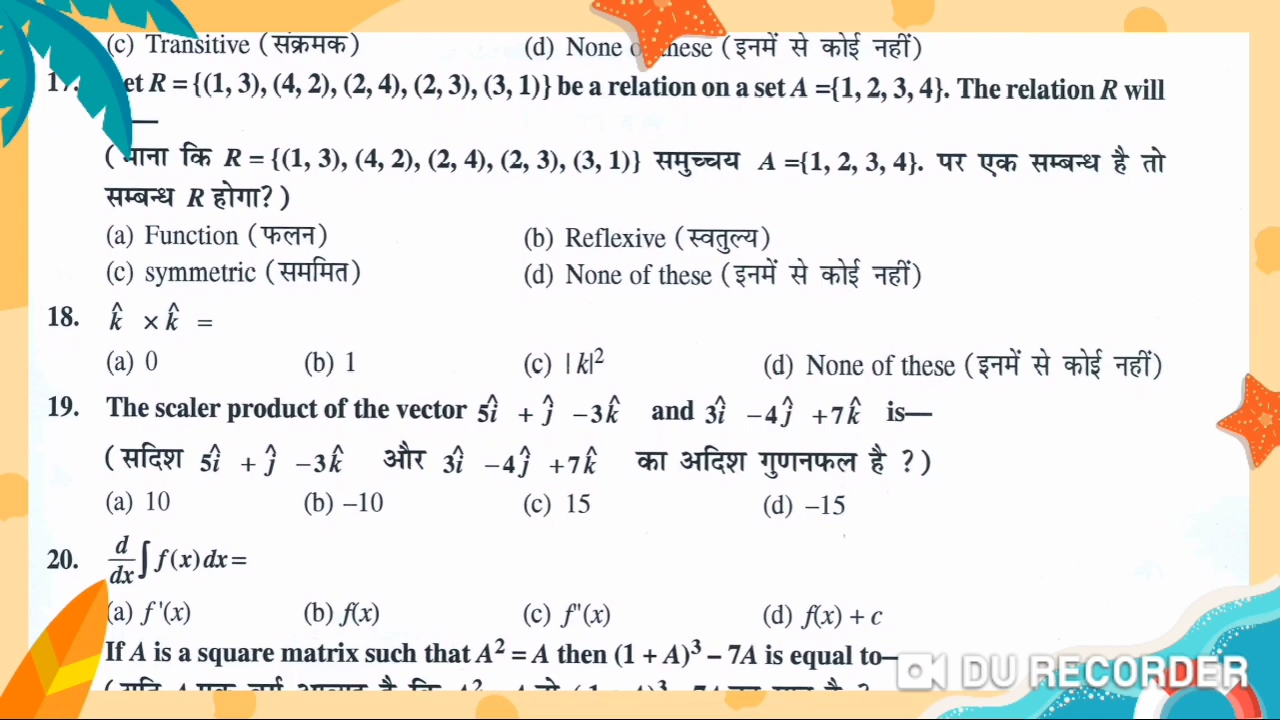 (c) Transitive (संक्रमक) (d) None of these (इनमें से कोई नहीं)
17. Let R = {(1, 3), (4, 2), (2, 4), (2, 3), (3, 1)} be a relation on a set A ={1, 2, 3, 4}. The relation R will
—
(माना कि R = {(1, 3), (4, 2), (2, 4), (2, 3), (3, 1)} समुच्चय A ={1, 2, 3, 4}. पर एक सम्बन्ध है तो
सम्बन्ध R होगा?)
(a) Function (फलन) (b) Reflexive (स्वतुल्य)
(c) symmetric (सममित) (d) None of these (इनमें से कोई नहीं)
18. k̂ × k̂ =
(a) 0 (b) 1 (c) |k|² (d) None of these (इनमें से कोई नहीं)
19. The scaler product of the vector 5î + ĵ −3k̂ and 3î −4ĵ +7k̂ is—
(सदिश 5î + ĵ −3k̂ और 3î −4ĵ +7k̂ का अदिश गुणनफल है ?)
(a) 10 (b) –10 (c) 15 (d) –15
20. d/dx ∫ f(x) dx =
(a) f'(x) (b) f(x) (c) f"(x) (d) f(x) + c
If A is a square matrix such that A² = A then (1 + A)³ – 7A is equal to—
DU RECORDER